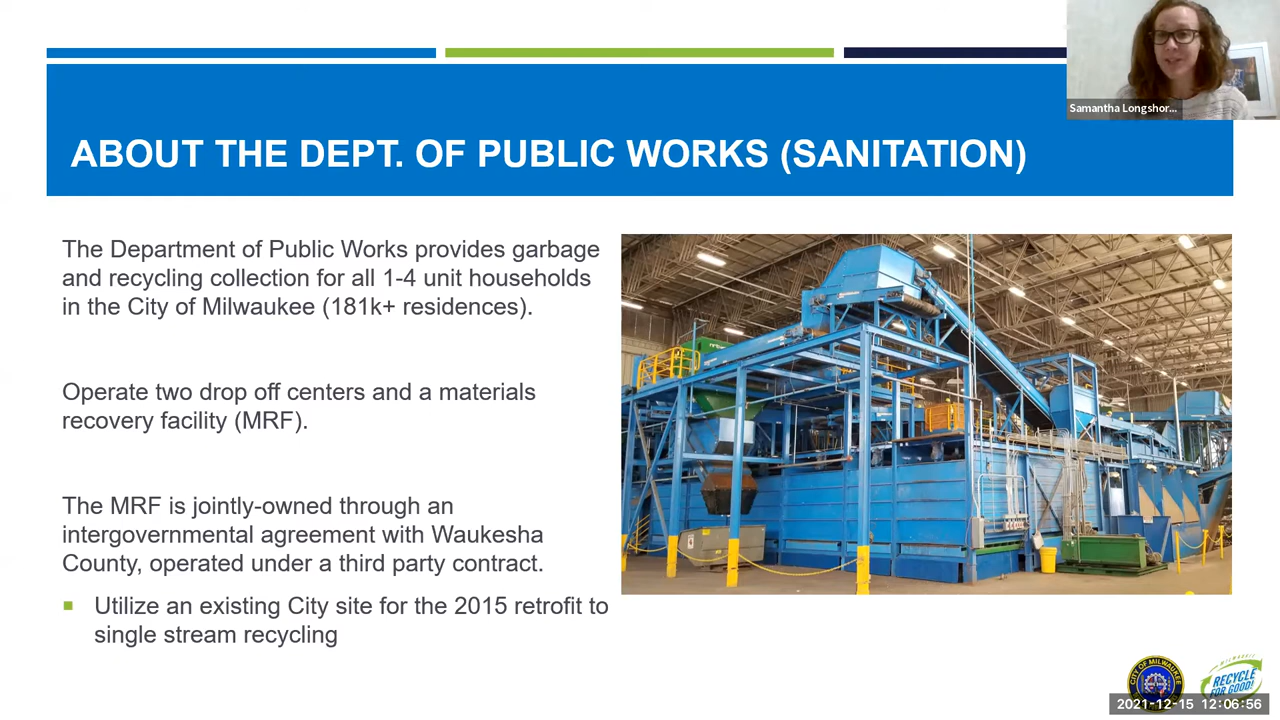 Samantha Longshor...
ABOUT THE DEPT. OF PUBLIC WORKS (SANITATION)
The Department of Public Works provides garbage
and recycling collection for all 1-4 unit households
in the City of Milwaukee (181k+ residences).
Operate two drop off centers and a materials
recovery facility (MRF).
The MRF is jointly-owned through an
intergovernmental agreement with Waukesha
County, operated under a third party contract.
Utilize an existing City site for the 2015 retrofit to
single stream recycling
CITY OF MILWAUKEE
MILWAUKEE
RECYCLE
FOR GOOD!
2021-12-15 12:06:56